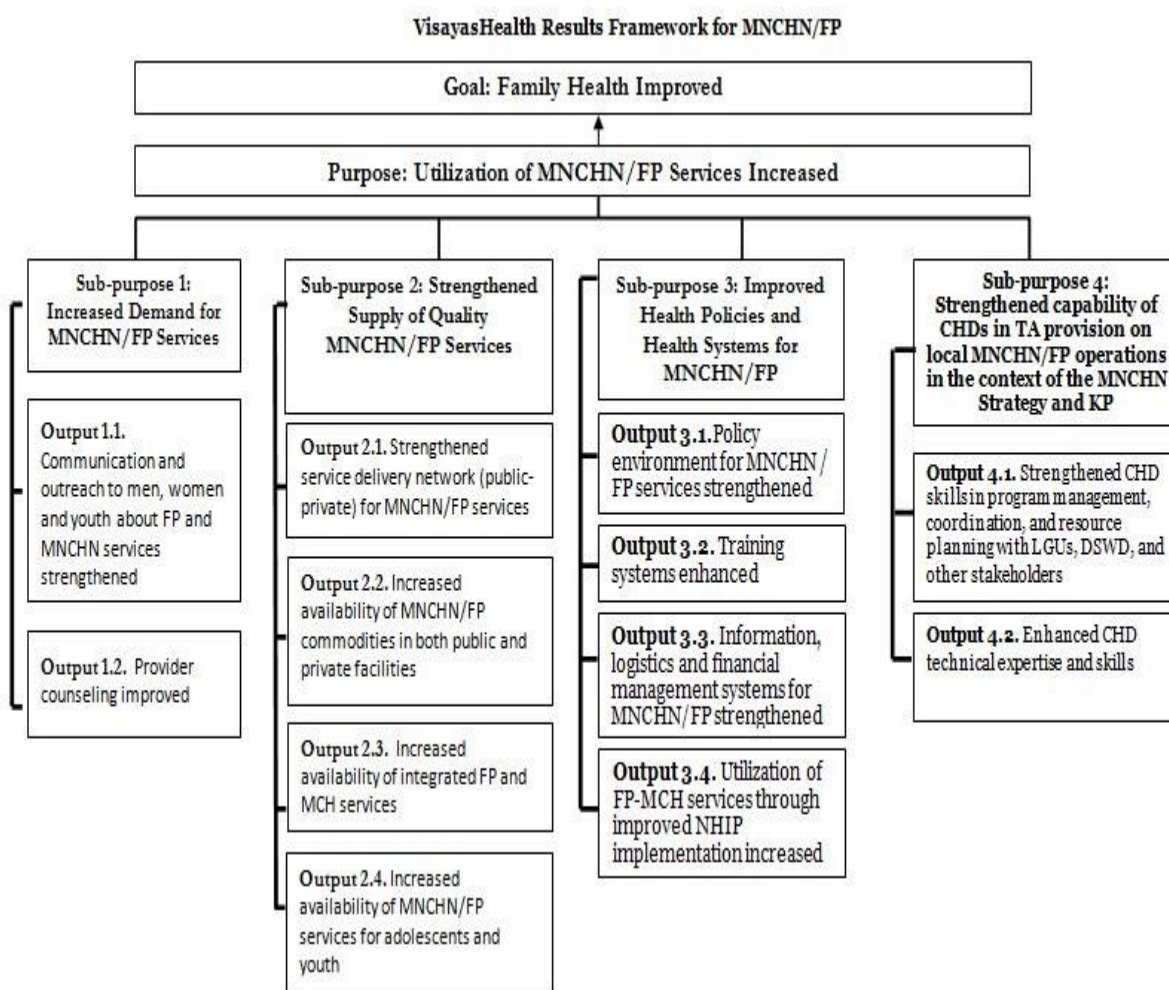 VisayasHealth Results Framework for MNCHN/FP
Goal: Family Health Improved
Purpose: Utilization of MNCHN/FP Services Increased
Sub-purpose 1:
Increased Demand for
MNCHN/FP Services
Output 1.1.
Communication and
outreach to men, women
and youth about FP and
MNCHN services
strengthened
Output 1.2. Provider
counseling improved
Sub-purpose 2: Strengthened
Supply of Quality
MNCHN/FP Services
Output 2.1. Strengthened
service delivery network (public-
private) for MNCHN/FP services
Output 2.2. Increased
availability of MNCHN/FP
commodities in both public and
private facilities
Output 2.3. Increased
availability of integrated FP and
MCH services
Output 2.4. Increased
availability of MNCHN/FP
services for adolescents and
youth
Sub-purpose 3: Improved
Health Policies and
Health Systems for
MNCHN/FP
Output 3.1. Policy
environment for MNCHN /
FP services strengthened
Output 3.2. Training
systems enhanced
Output 3.3. Information,
logistics and financial
management systems for
MNCHN/FP strengthened
Output 3.4. Utilization of
FP-MCH services through
improved NHIP
implementation increased
Sub-purpose 4:
Strengthened capability of
CHDs in TA provision on
local MNCHN/FP operations
in the context of the MNCHN
Strategy and KP
Output 4.1. Strengthened CHD
skills in program management,
coordination, and resource
planning with LGUs, DSWD, and
other stakeholders
Output 4.2. Enhanced CHD
technical expertise and skills